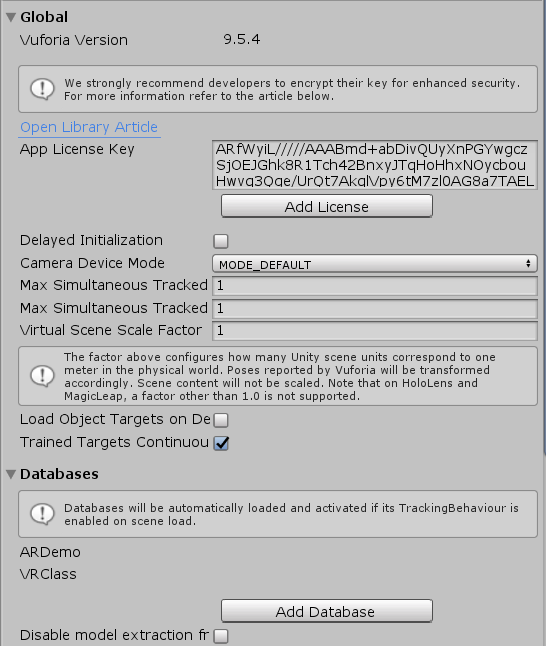 Global
Vuforia Version 9.5.4
We strongly recommend developers to encrypt their key for enhanced security.
For more information refer to the article below.
Open Library Article
App License Key ARfWyiL/////AAABmd+abDivQUyXnPGYwgcz
SjOEJGhk8R1Tch42BnxyJTqHoHhxNOycbou
Hwvq3Qqe/UrQt7AkqlVpy6tM7zl0AG8a7TAEL
Add License
Delayed Initialization
Camera Device Mode MODE_DEFAULT
Max Simultaneous Tracked 1
Max Simultaneous Tracked 1
Virtual Scene Scale Factor 1
The factor above configures how many Unity scene units correspond to one
meter in the physical world. Poses reported by Vuforia will be transformed
accordingly. Scene content will not be scaled. Note that on HoloLens and
MagicLeap, a factor other than 1.0 is not supported.
Load Object Targets on De
Trained Targets Continuou
Databases
Databases will be automatically loaded and activated if its TrackingBehaviour is
enabled on scene load.
ARDemo
VRClass
Add Database
Disable model extraction fr